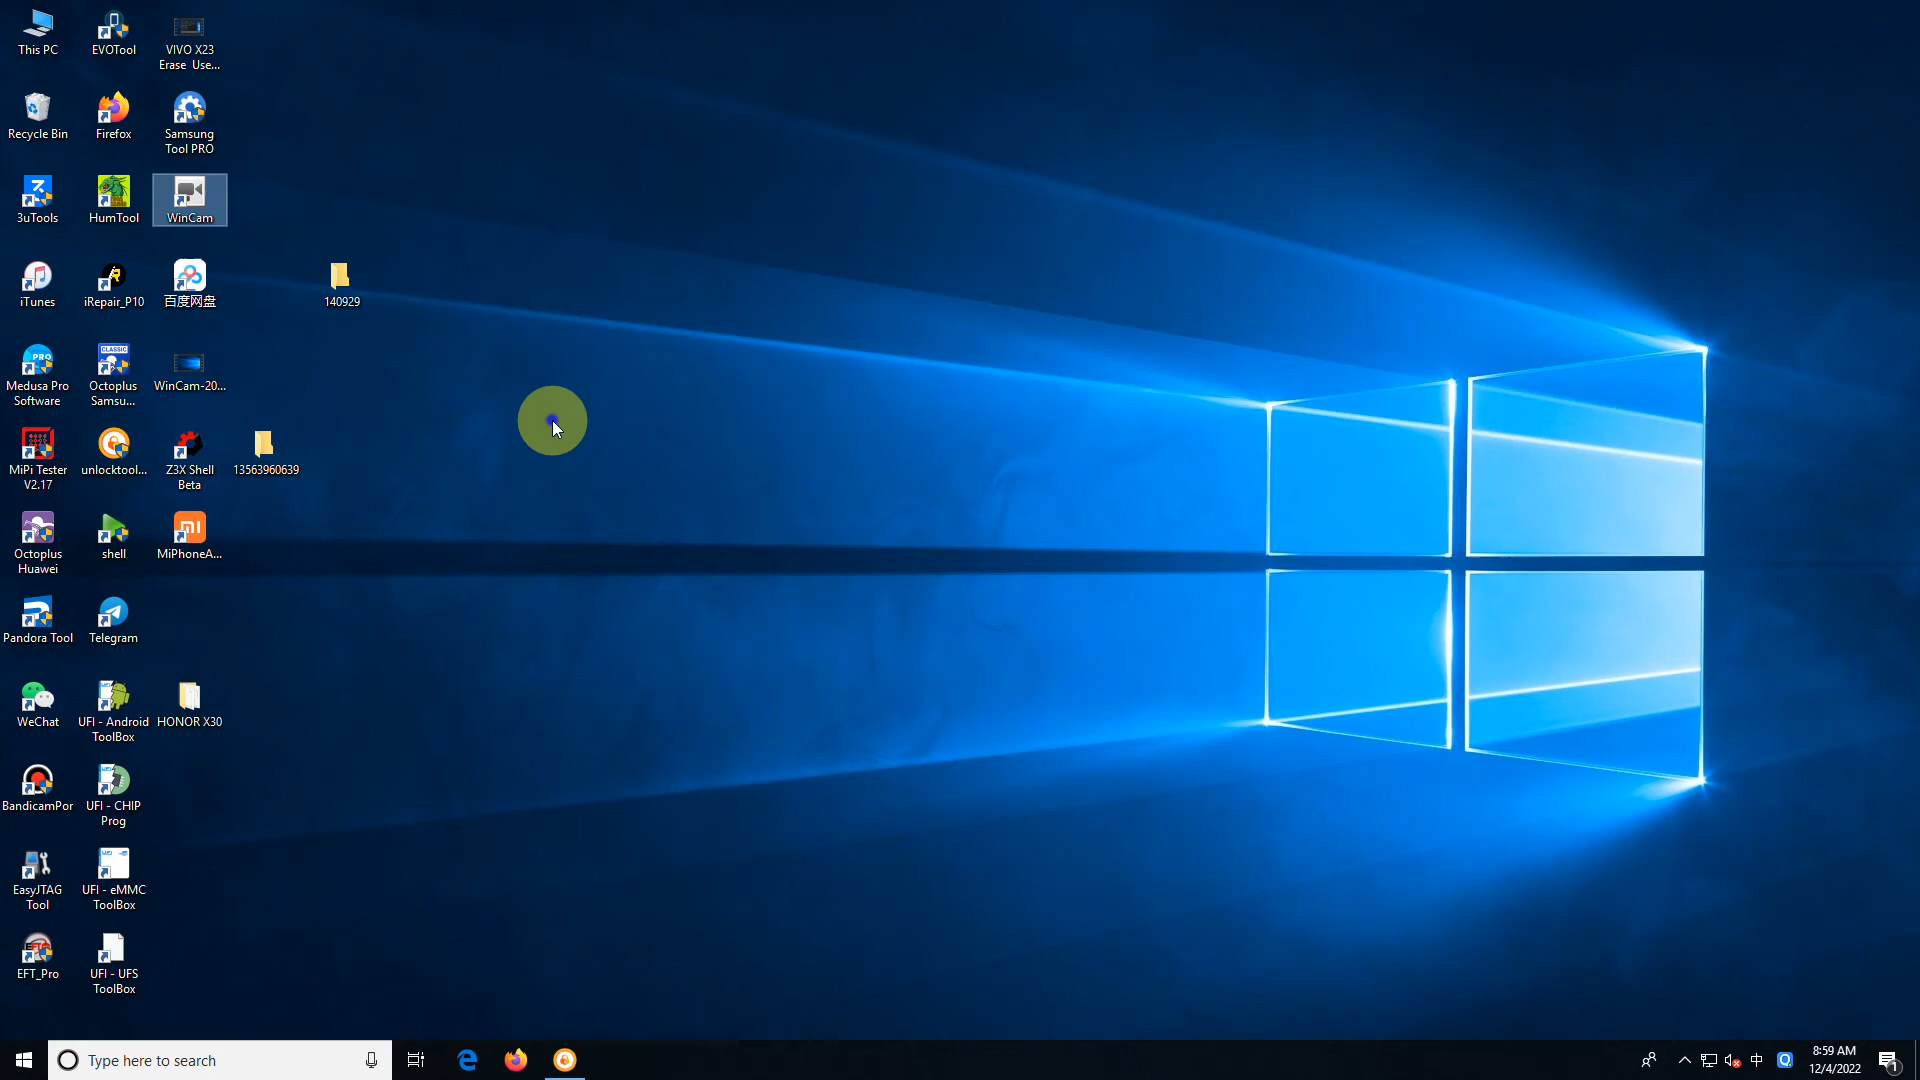 This PC
EVOTool
VIVO X23
Erase Use...
Recycle Bin
Firefox
Samsung
Tool PRO
3uTools
HumTool
WinCam
iTunes
iRepair_P10
百度网盘
140929
Medusa Pro
Software
CLASSIC
Octoplus
Samsu...
WinCam-20...
MiPi Tester
V2.17
unlocktool...
Z3X Shell
Beta
13563960639
Octoplus
Huawei
shell
MiPhoneA...
Pandora Tool
Telegram
WeChat
UFI - Android
ToolBox
HONOR X30
BandicamPor
UFI - CHIP
Prog
EasyJTAG
Tool
UFI - eMMC
ToolBox
EFT_Pro
UFI - UFS
ToolBox
Type here to search
中
8:59 AM
12/4/2022
1